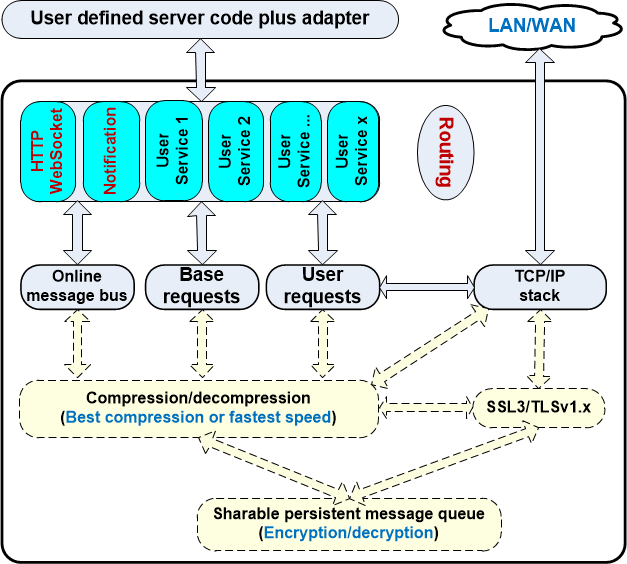 User defined server code plus adapter
LAN/WAN
HTTP
WebSocket
Notification
User
Service 1
User
Service 2
User
Service ...
User
Service x
Routing
Online
message bus
Base
requests
User
requests
TCP/IP
stack
Compression/decompression
(Best compression or fastest speed)
SSL3/TLSv1.x
Sharable persistent message queue
(Encryption/decryption)